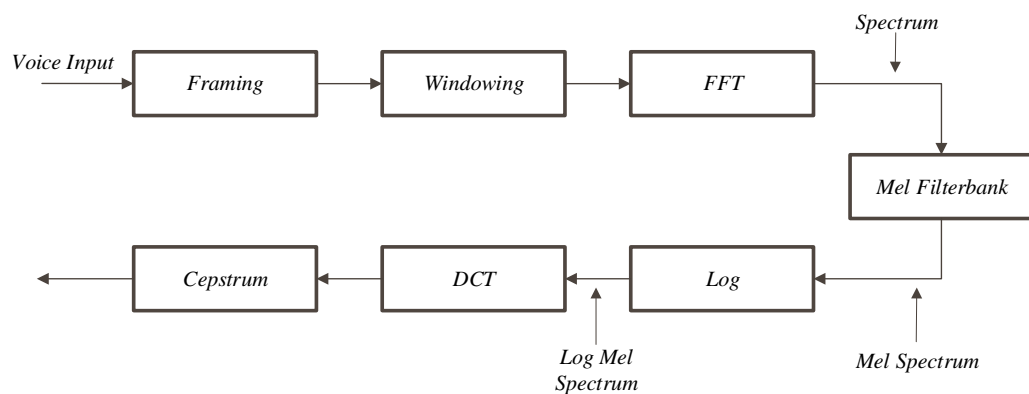 Spectrum
Voice Input
Framing
Windowing
FFT
Mel Filterbank
Cepstrum
DCT
Log
Log Mel
Spectrum
Mel Spectrum